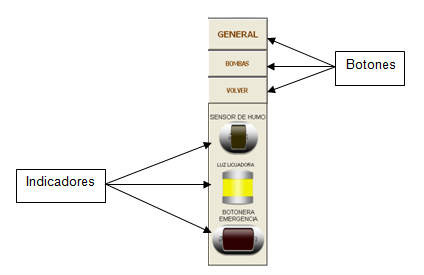 GENERAL
BOMBAS
Botones
VOLVER
SENSOR DE HUMO
LUZ LICUADORA
Indicadores
BOTONERA
EMERGENCIA